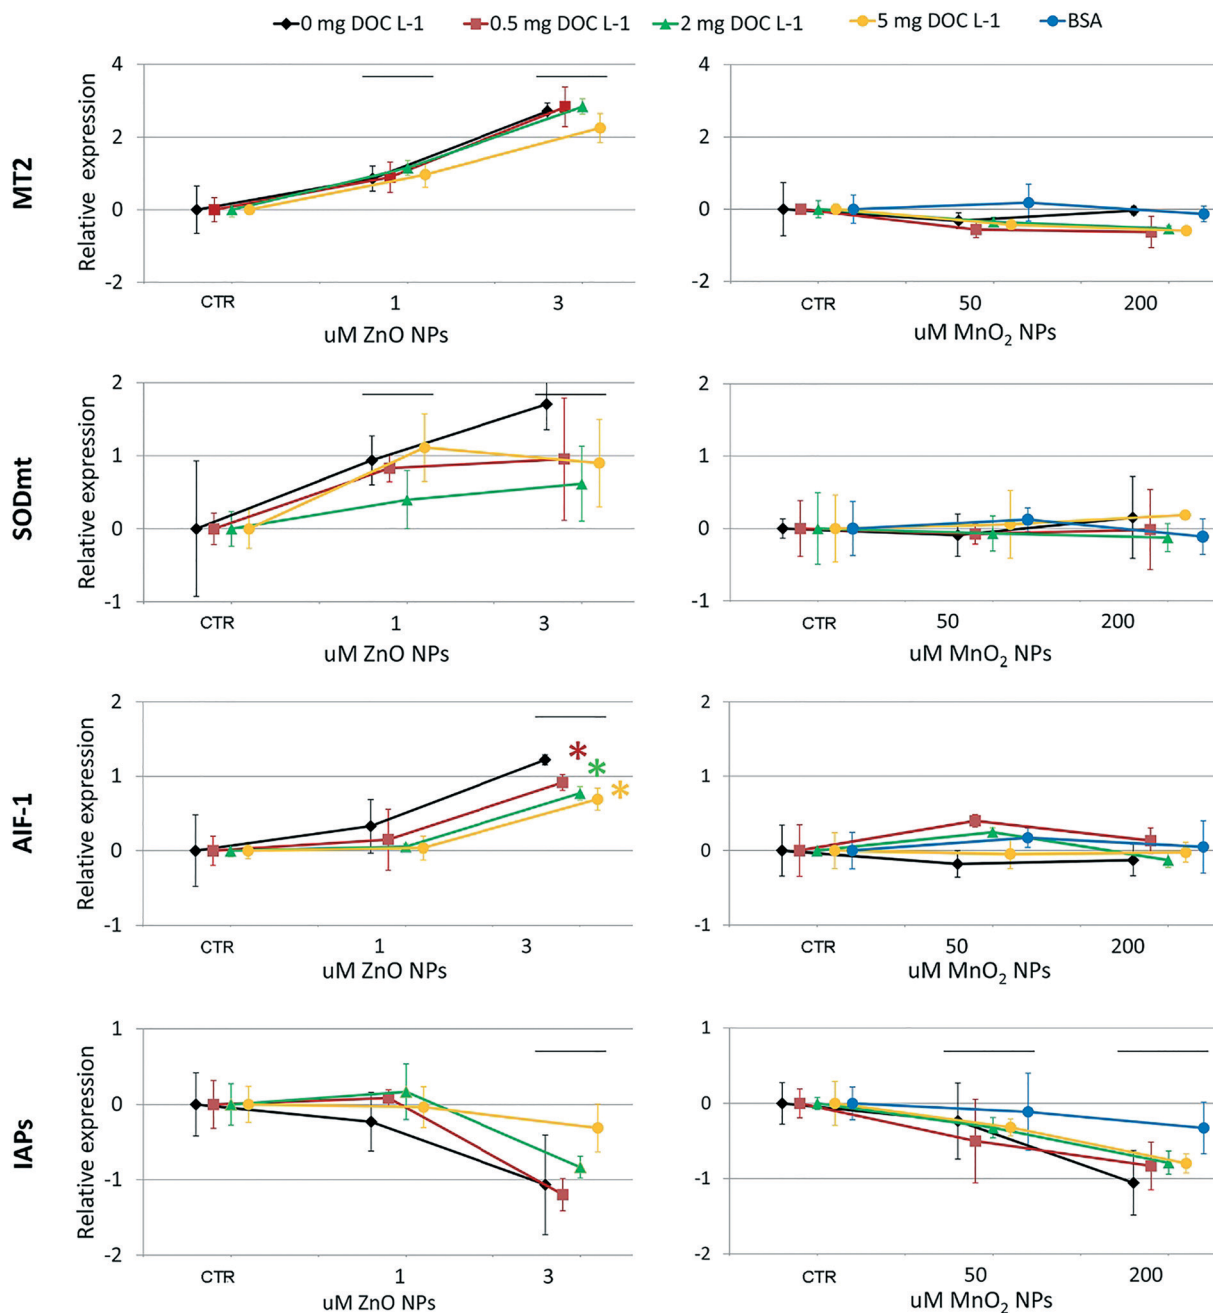 0 mg DOC L-1 0.5 mg DOC L-1 2 mg DOC L-1 5 mg DOC L-1 BSA
MT2
Relative expression
4
2
0
-2
CTR 1 3
uM ZnO NPs
4
2
0
-2
CTR 50 200
uM MnO₂ NPs
SODmt
Relative expression
2
1
0
-1
CTR 1 3
uM ZnO NPs
2
1
0
-1
CTR 50 200
uM MnO₂ NPs
AIF-1
Relative expression
2
1
0
-1
* * *
CTR 1 3
uM ZnO NPs
2
1
0
-1
CTR 50 200
uM MnO₂ NPs
IAPs
Relative expression
1
0
-1
-2
CTR 1 3
uM ZnO NPs
1
0
-1
-2
CTR 50 200
uM MnO₂ NPs